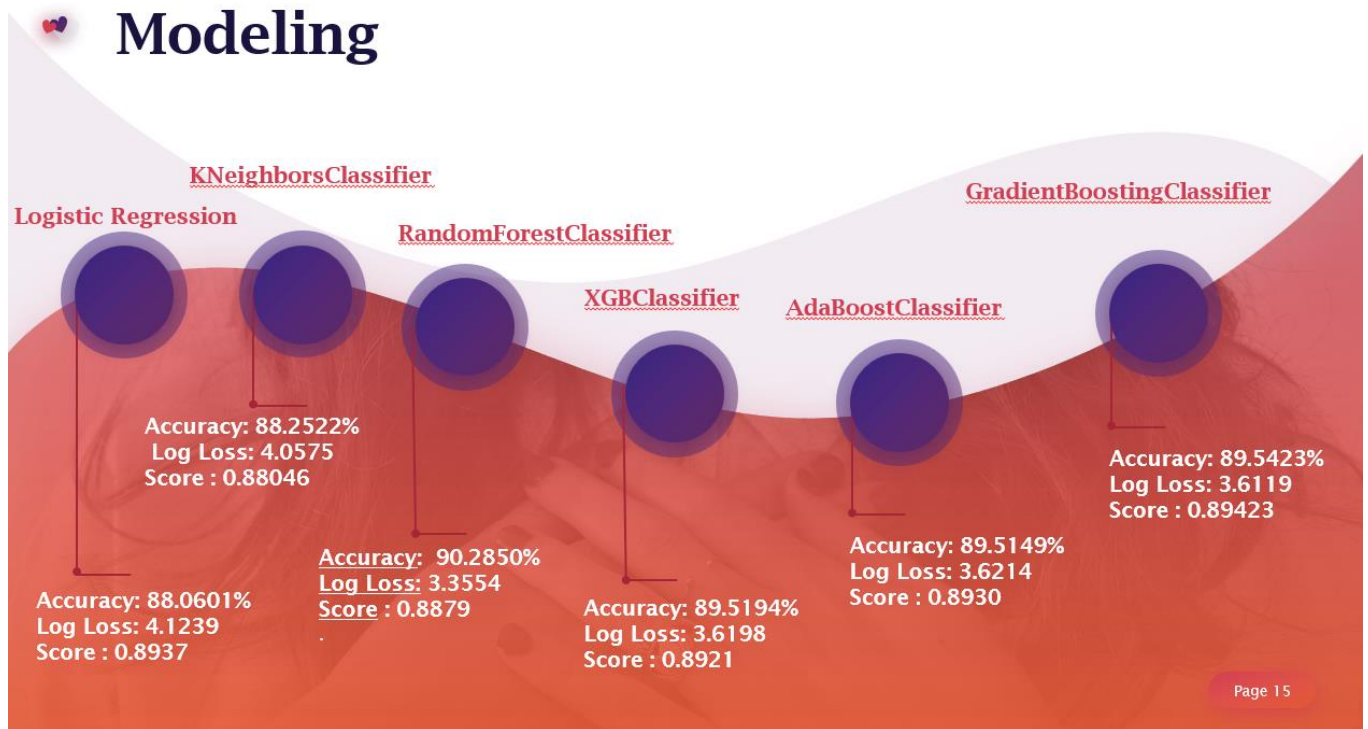 Modeling
Logistic Regression
Accuracy: 88.0601%
Log Loss: 4.1239
Score : 0.8937
KNeighborsClassifier
Accuracy: 88.2522%
Log Loss: 4.0575
Score : 0.88046
RandomForestClassifier
Accuracy: 90.2850%
Log Loss: 3.3554
Score : 0.8879
.
XGBClassifier
Accuracy: 89.5194%
Log Loss: 3.6198
Score : 0.8921
AdaBoostClassifier
Accuracy: 89.5149%
Log Loss: 3.6214
Score : 0.8930
GradientBoostingClassifier
Accuracy: 89.5423%
Log Loss: 3.6119
Score : 0.89423
Page 15